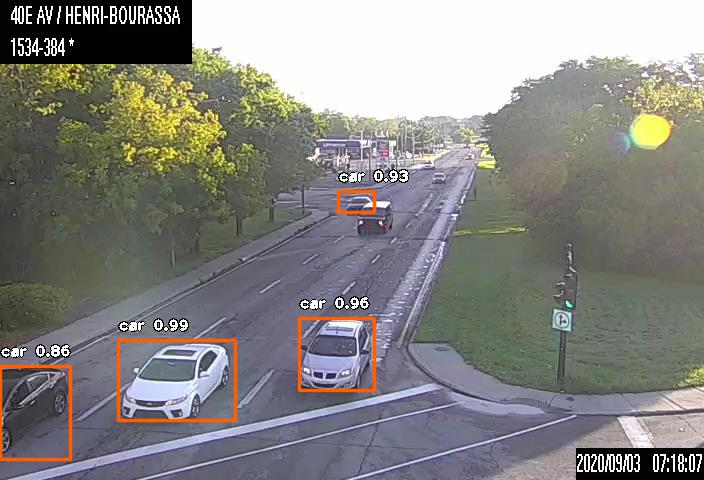 40E AV / HENRI-BOURASSA
1534-384 *
car 0.93
car 0.96
car 0.99
car 0.86
2020/09/03 07:18:07